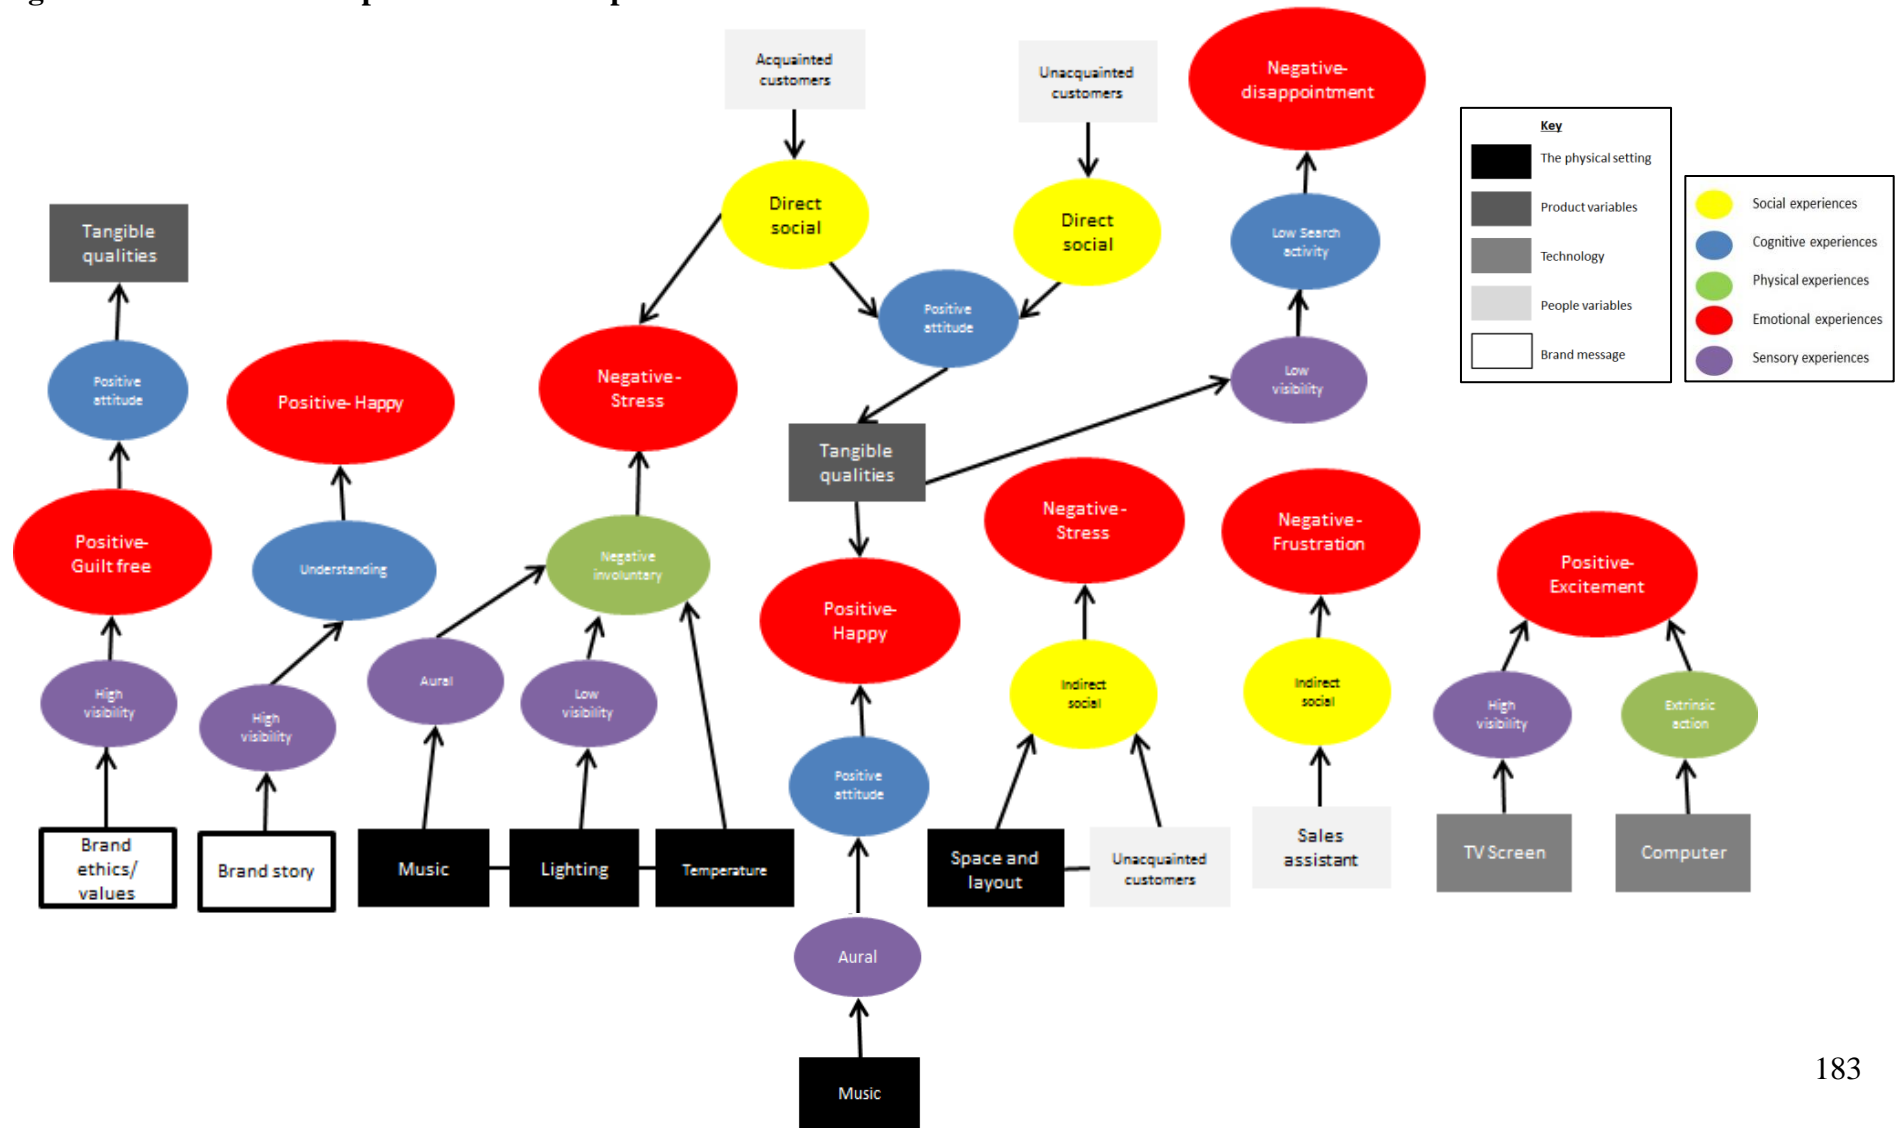 Acquainted
customers
Unacquainted
customers
Negative-
disappointment
Key
The physical setting
Product variables
Technology
People variables
Brand message
Social experiences
Cognitive experiences
Physical experiences
Emotional experiences
Sensory experiences
Direct
social
Direct
social
Low Search
activity
Tangible
qualities
Positive
attitude
Positive
attitude
Positive-Happy
Negative-
Stress
Low
visibility
Tangible
qualities
Positive-
Guilt free
Understanding
Negative
involuntary
Negative-
Stress
Negative-
Frustration
Positive-
Excitement
Positive-
Happy
High
visibility
High
visibility
Aural
Low
visibility
Indirect
social
Indirect
social
High
visibility
Extrinsic
action
Positive
attitude
Brand
ethics/
values
Brand story
Music
Lighting
Temperature
Space and
layout
Unacquainted
customers
Sales
assistant
TV Screen
Computer
Aural
Music
183